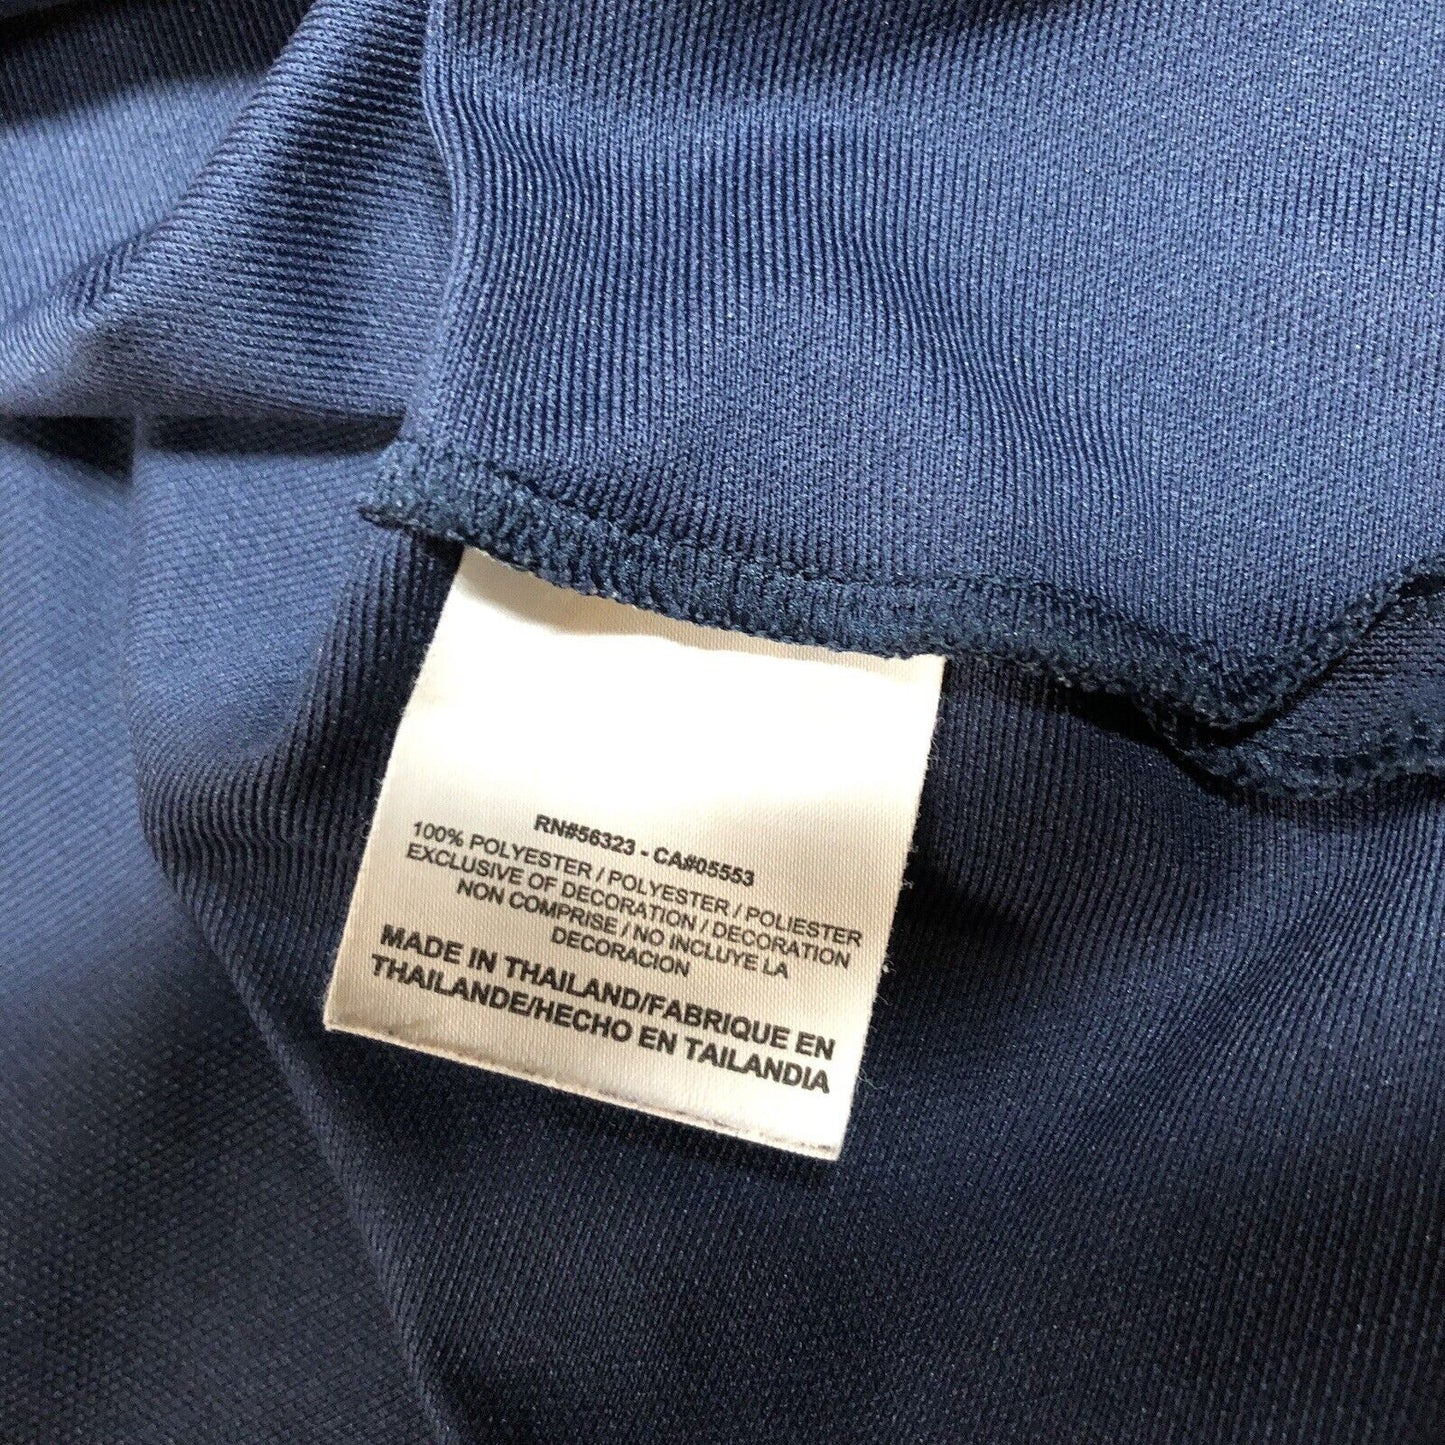 RN#56323 - CA#05553
100% POLYESTER / POLYESTER / POLIESTER
EXCLUSIVE OF DECORATION / DECORATION
NON COMPRISE / NO INCLUYE LA
DECORACION
MADE IN THAILAND/FABRIQUE EN
THAILANDE/HECHO EN TAILANDIA